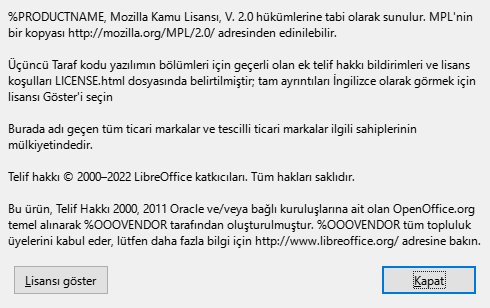 %PRODUCTNAME, Mozilla Kamu Lisansı, V. 2.0 hükümlerine tabi olarak sunulur. MPL'nin
bir kopyası http://mozilla.org/MPL/2.0/ adresinden edinilebilir.
Üçüncü Taraf kodu yazılımın bölümleri için geçerli olan ek telif hakkı bildirimleri ve lisans
koşulları LICENSE.html dosyasında belirtilmiştir; tam ayrıntıları İngilizce olarak görmek için
lisansı Göster'i seçin
Burada adı geçen tüm ticari markalar ve tescilli ticari markalar ilgili sahiplerinin
mülkiyetindedir.
Telif hakkı © 2000–2022 LibreOffice katkıcıları. Tüm hakları saklıdır.
Bu ürün, Telif Hakkı 2000, 2011 Oracle ve/veya bağlı kuruluşlarına ait olan OpenOffice.org
temel alınarak %OOOVENDOR tarafından oluşturulmuştur. %OOOVENDOR tüm topluluk
üyelerini kabul eder, lütfen daha fazla bilgi için http://www.libreoffice.org/ adresine bakın.
Lisansı göster
Kapat